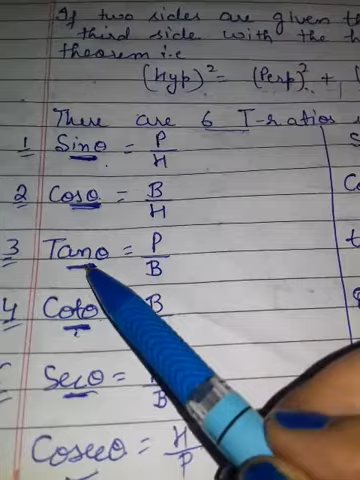 If two sides are given
third side with the
theorem i.e
(Hyp)² = (Perp)² +
There are 6 T-ratios
1 Sinθ = P/H
2 Cosθ = B/H
3 Tanθ = P/B
4 Cotθ B
Secθ = B
Cosecθ = H/P